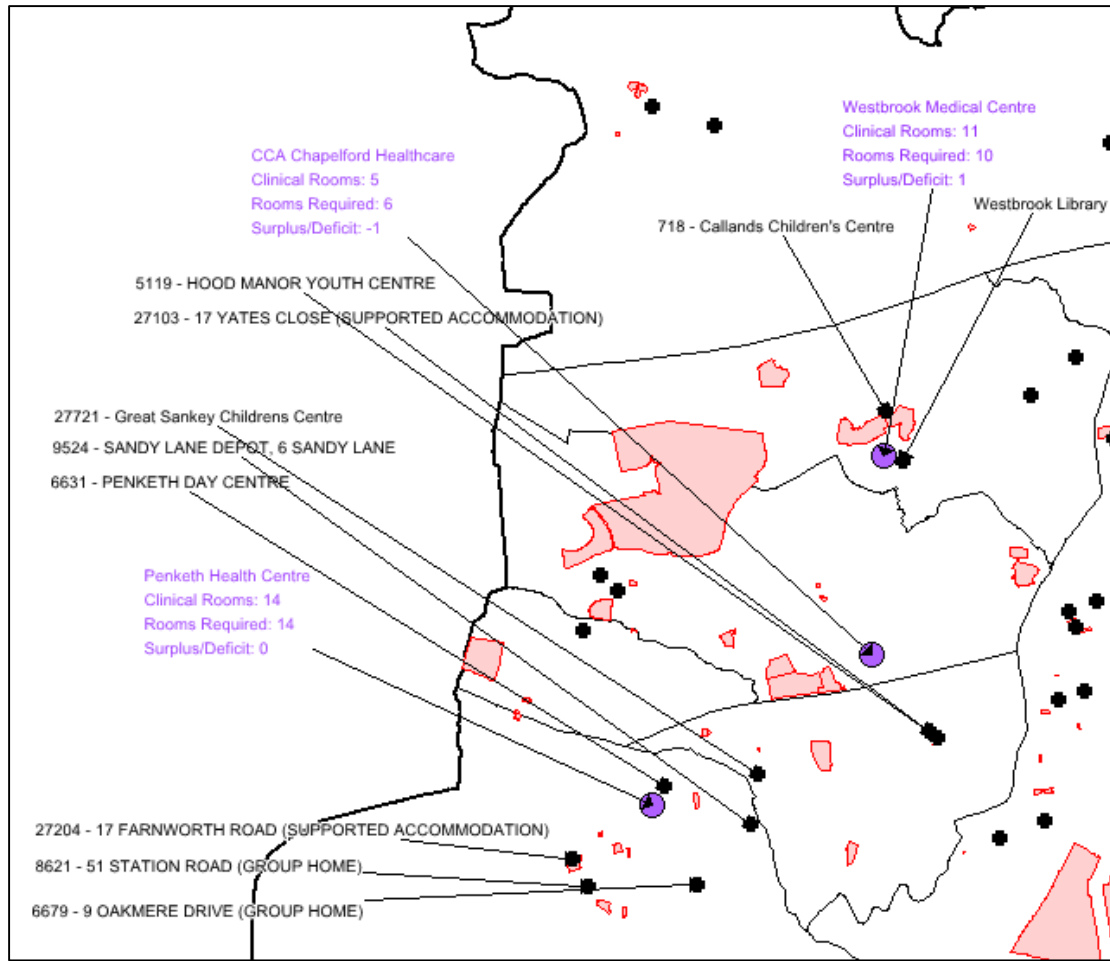 Westbrook Medical Centre
Clinical Rooms: 11
Rooms Required: 10
Surplus/Deficit: 1
CCA Chapelford Healthcare
Clinical Rooms: 5
Rooms Required: 6
Surplus/Deficit: -1
Westbrook Library
718 - Callands Children's Centre
5119 - HOOD MANOR YOUTH CENTRE
27103 - 17 YATES CLOSE (SUPPORTED ACCOMMODATION)
27721 - Great Sankey Childrens Centre
9524 - SANDY LANE DEPOT, 6 SANDY LANE
6631 - PENKETH DAY CENTRE
Penketh Health Centre
Clinical Rooms: 14
Rooms Required: 14
Surplus/Deficit: 0
27204 - 17 FARNWORTH ROAD (SUPPORTED ACCOMMODATION)
8621 - 51 STATION ROAD (GROUP HOME)
6679 - 9 OAKMERE DRIVE (GROUP HOME)